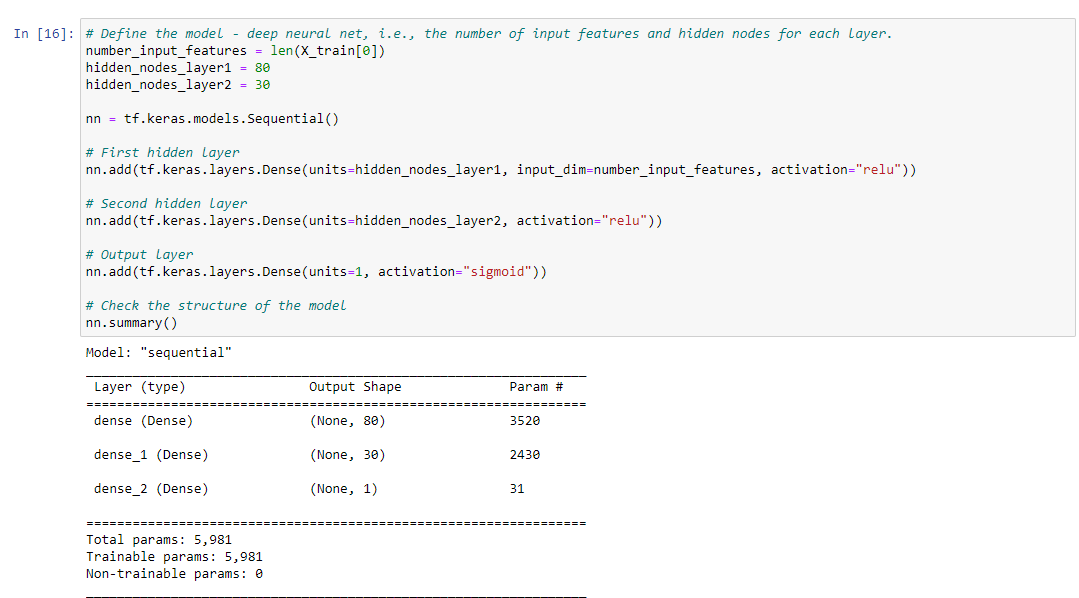 In [16]: # Define the model - deep neural net, i.e., the number of input features and hidden nodes for each layer.
number_input_features = len(X_train[0])
hidden_nodes_layer1 = 80
hidden_nodes_layer2 = 30
nn = tf.keras.models.Sequential()
# First hidden layer
nn.add(tf.keras.layers.Dense(units=hidden_nodes_layer1, input_dim=number_input_features, activation="relu"))
# Second hidden layer
nn.add(tf.keras.layers.Dense(units=hidden_nodes_layer2, activation="relu"))
# Output layer
nn.add(tf.keras.layers.Dense(units=1, activation="sigmoid"))
# Check the structure of the model
nn.summary()
Model: "sequential"
_________________________________________________________________
Layer (type) Output Shape Param #
=================================================================
dense (Dense) (None, 80) 3520
dense_1 (Dense) (None, 30) 2430
dense_2 (Dense) (None, 1) 31
=================================================================
Total params: 5,981
Trainable params: 5,981
Non-trainable params: 0
_________________________________________________________________